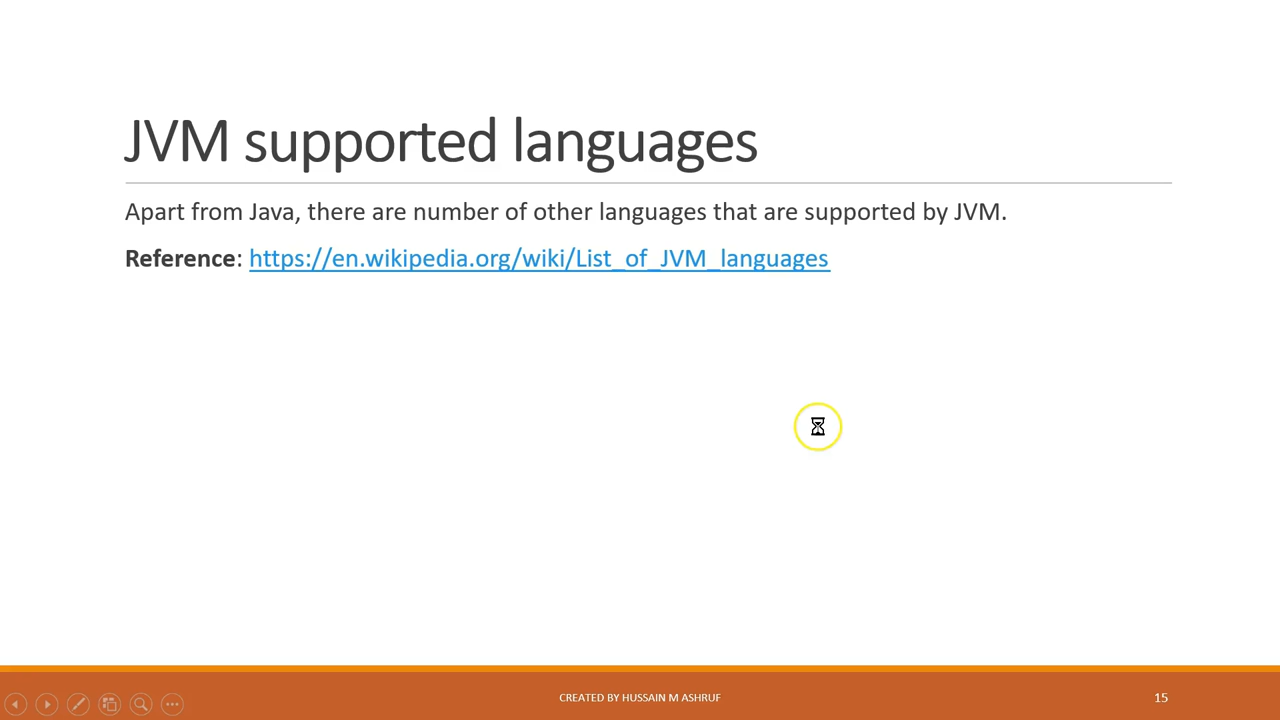 JVM supported languages
Apart from Java, there are number of other languages that are supported by JVM.
Reference: https://en.wikipedia.org/wiki/List_of_JVM_languages
CREATED BY HUSSAIN M ASHRUF
15